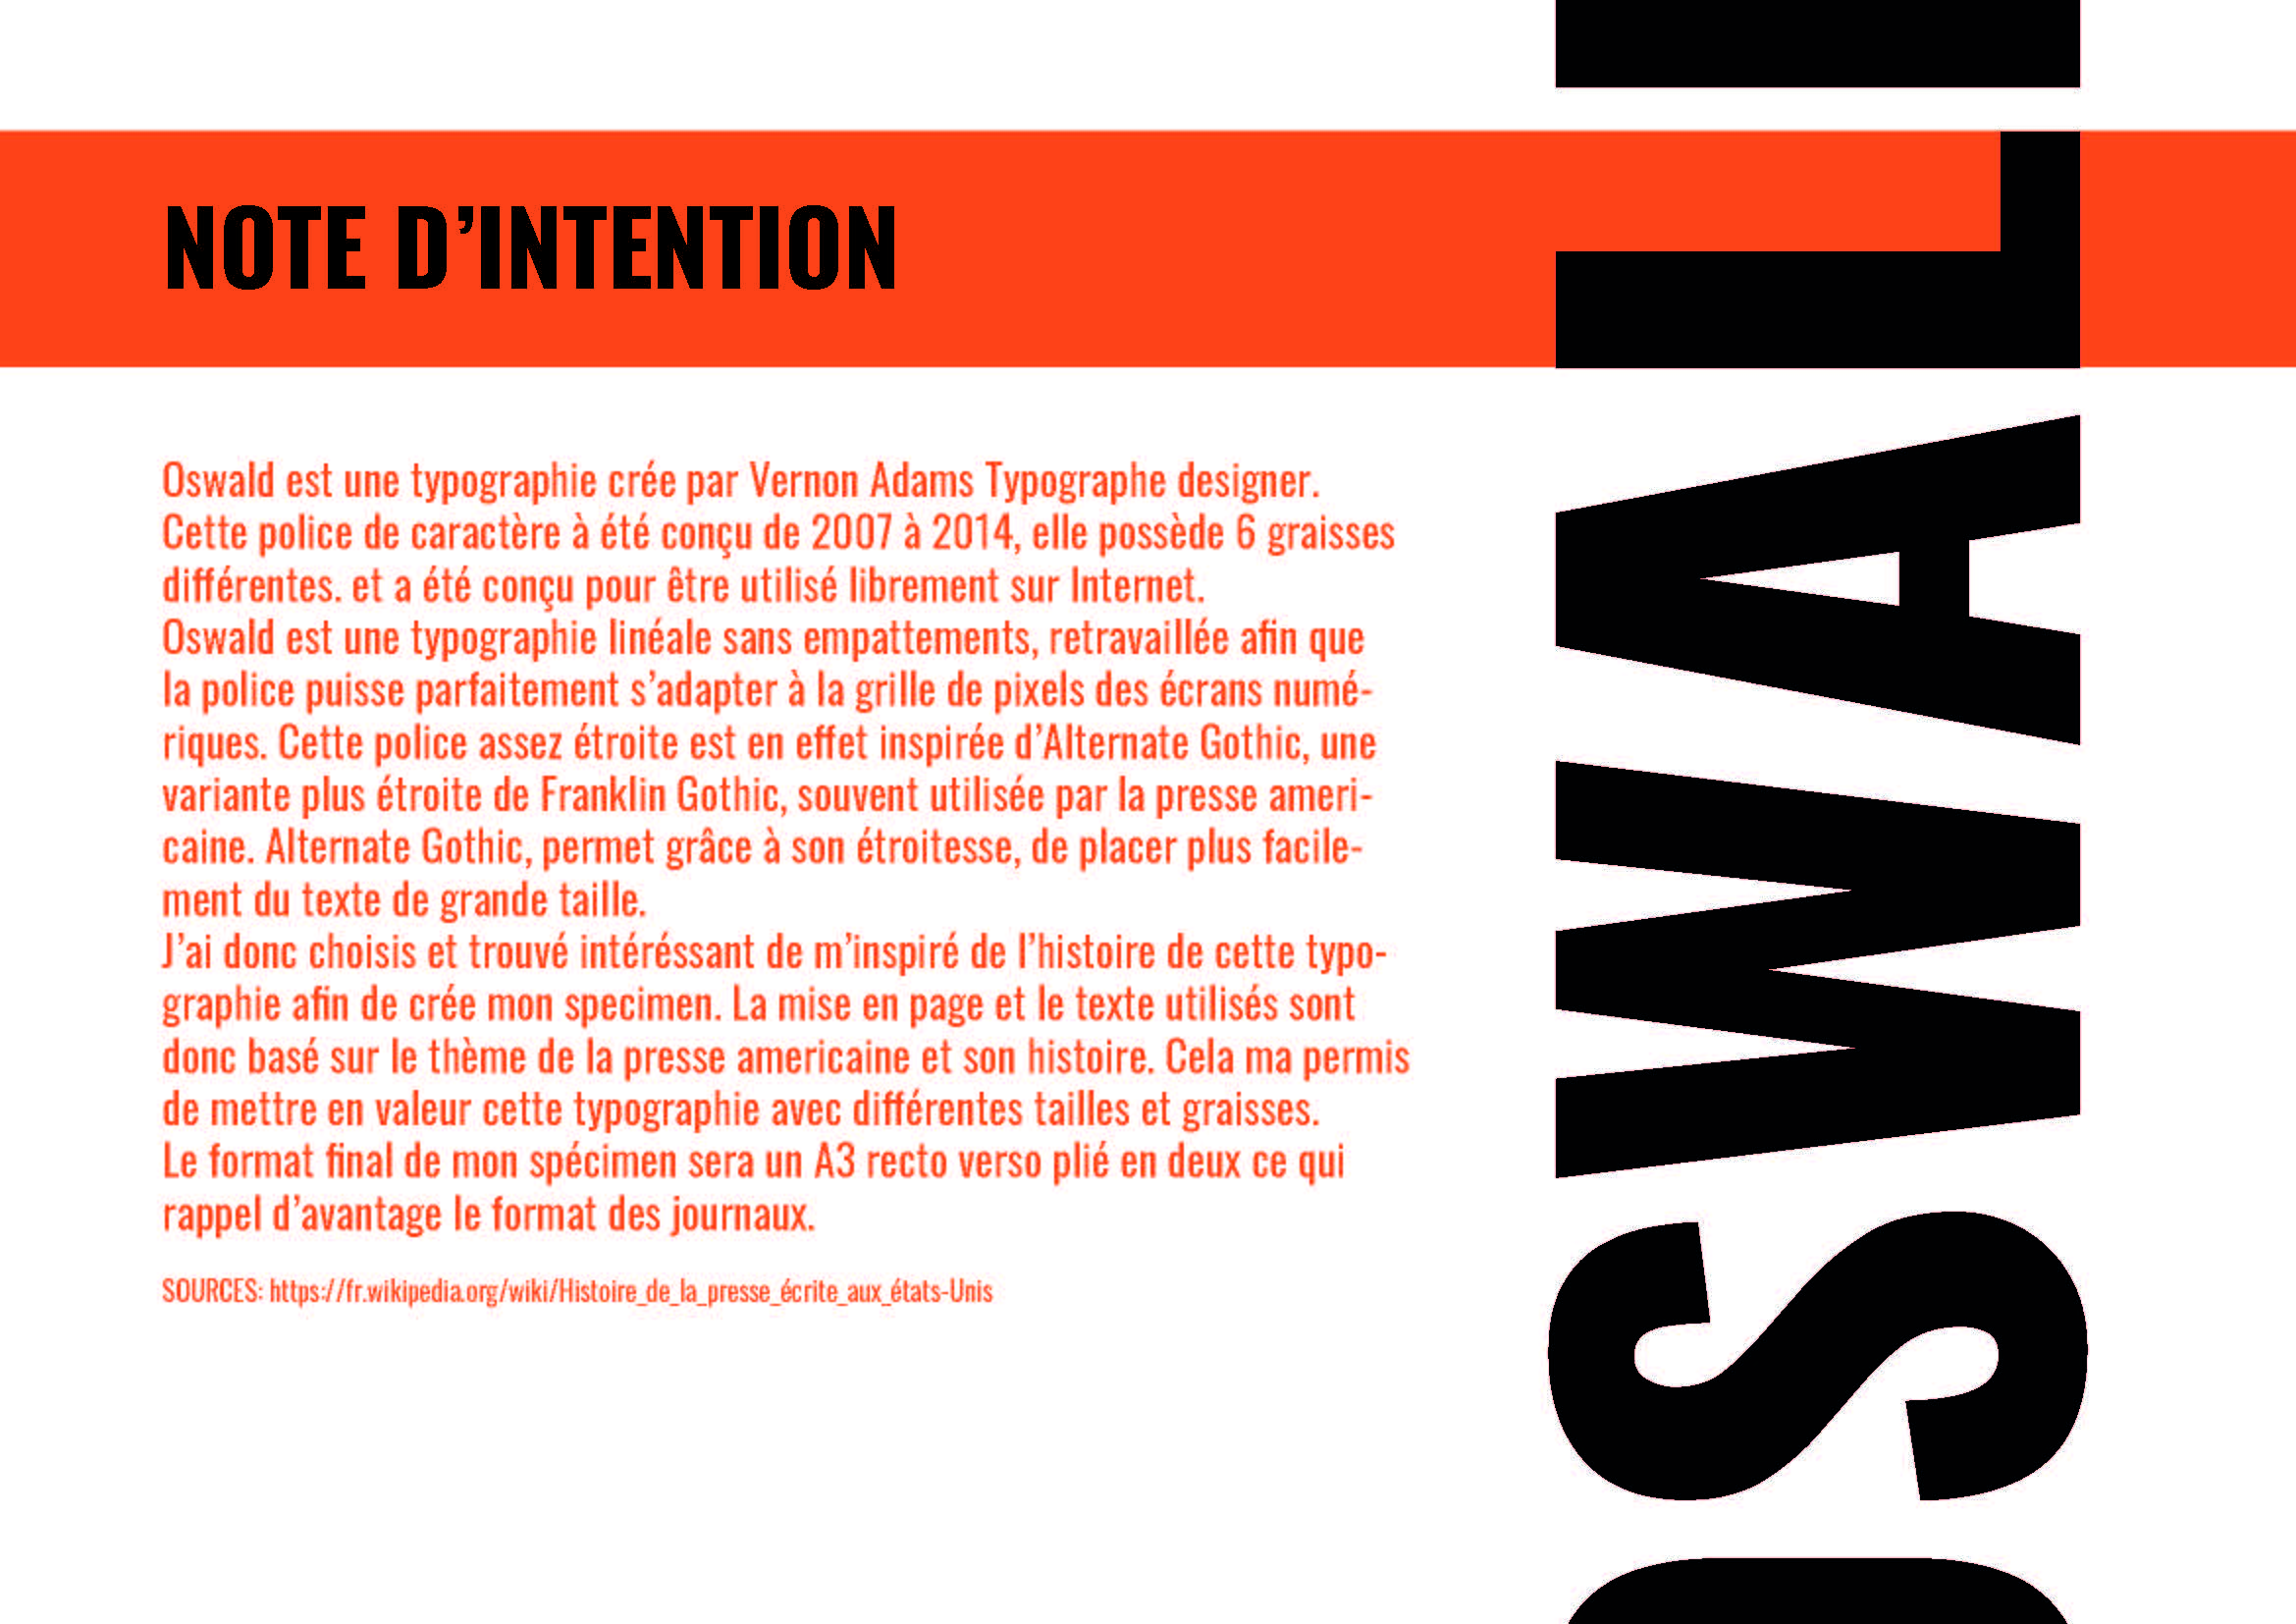 NOTE D’INTENTION
Oswald est une typographie crée par Vernon Adams Typographe designer.
Cette police de caractère à été conçu de 2007 à 2014, elle possède 6 graisses
différentes. et a été conçu pour être utilisé librement sur Internet.
Oswald est une typographie linéale sans empattements, retravaillée afin que
la police puisse parfaitement s’adapter à la grille de pixels des écrans numé-
riques. Cette police assez étroite est en effet inspirée d’Alternate Gothic, une
variante plus étroite de Franklin Gothic, souvent utilisée par la presse ameri-
caine. Alternate Gothic, permet grâce à son étroitesse, de placer plus facile-
ment du texte de grande taille.
J’ai donc choisis et trouvé intéréssant de m’inspiré de l’histoire de cette typo-
graphie afin de crée mon specimen. La mise en page et le texte utilisés sont
donc basé sur le thème de la presse americaine et son histoire. Cela ma permis
de mettre en valeur cette typographie avec différentes tailles et graisses.
Le format final de mon spécimen sera un A3 recto verso plié en deux ce qui
rappel d’avantage le format des journaux.
SOURCES: https://fr.wikipedia.org/wiki/Histoire_de_la_presse_écrite_aux_états-Unis
OSWALD